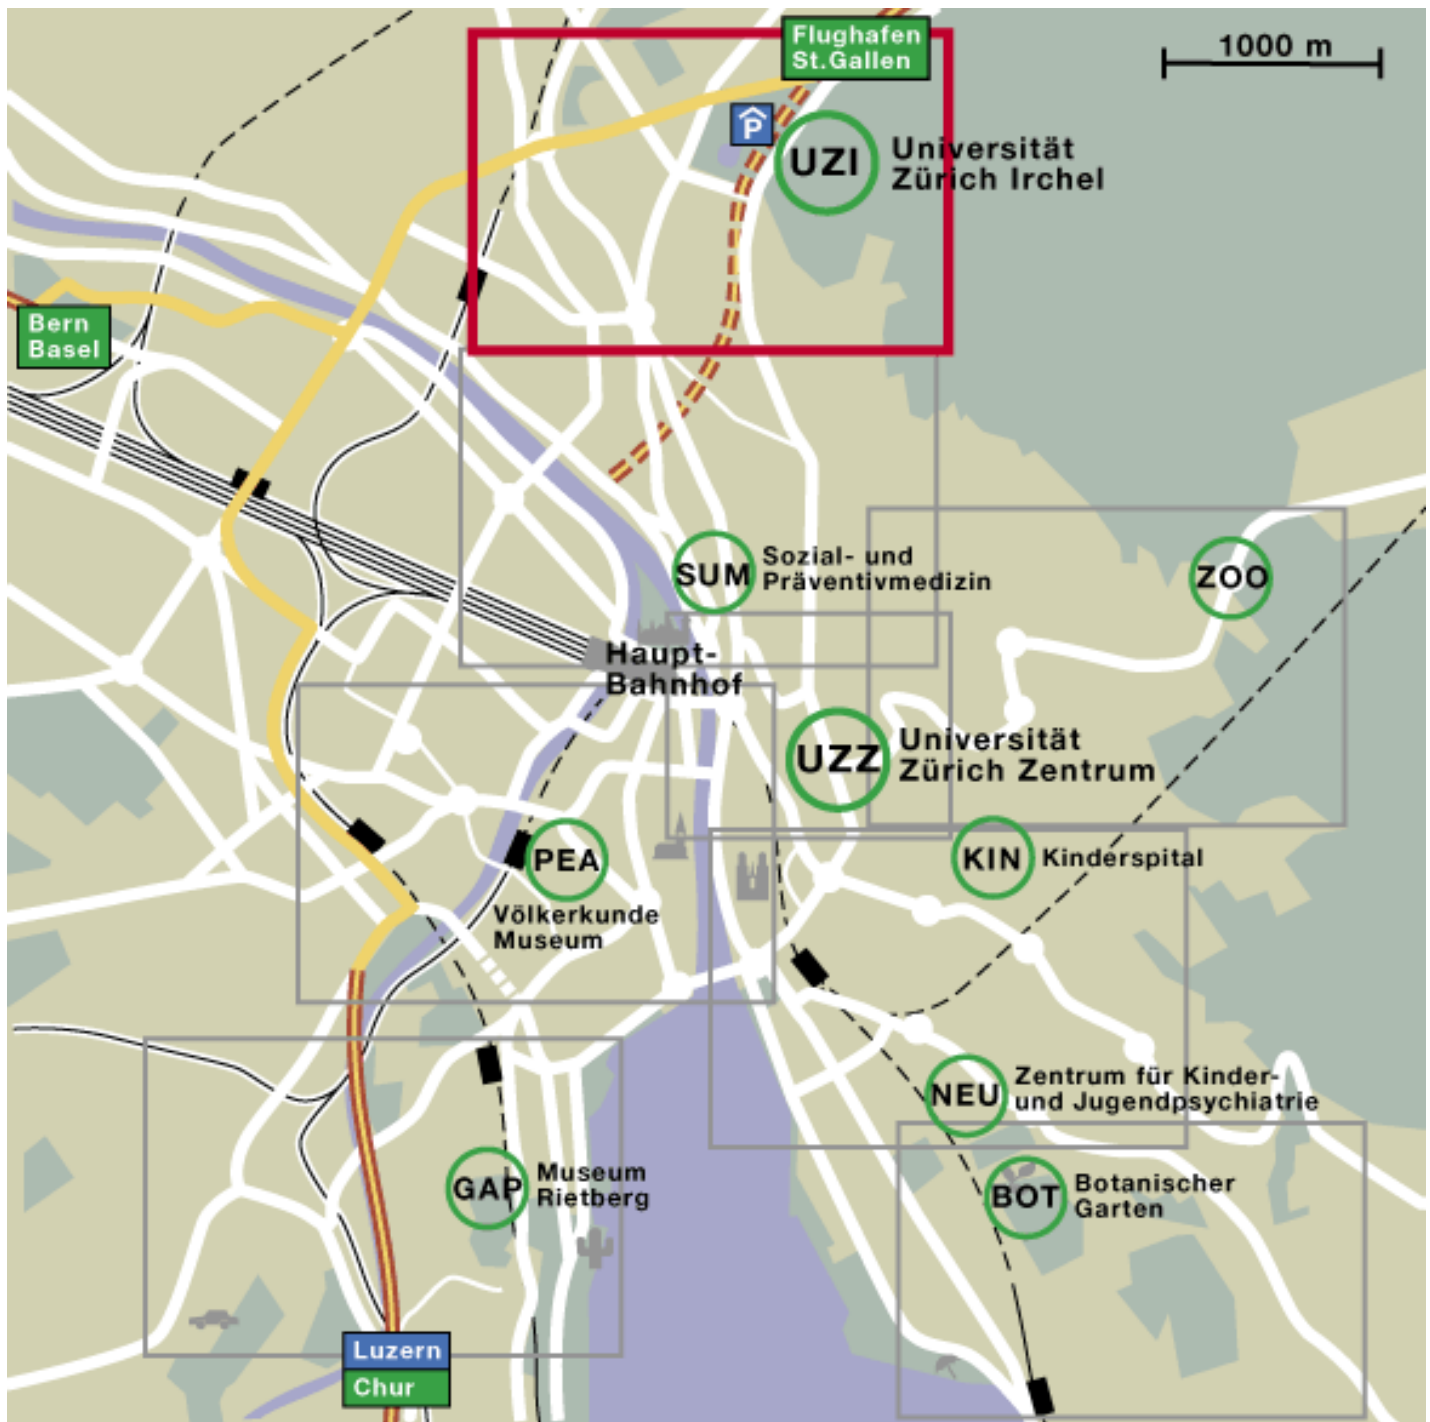 Flughafen
St.Gallen
1000 m
P
UZI
Universität
Zürich Irchel
Bern
Basel
SUM
Sozial- und
Präventivmedizin
ZOO
Haupt-
Bahnhof
UZZ
Universität
Zürich Zentrum
PEA
Völkerkunde
Museum
KIN
Kinderspital
NEU
Zentrum für Kinder-
und Jugendpsychiatrie
GAP
Museum
Rietberg
BOT
Botanischer
Garten
Luzern
Chur